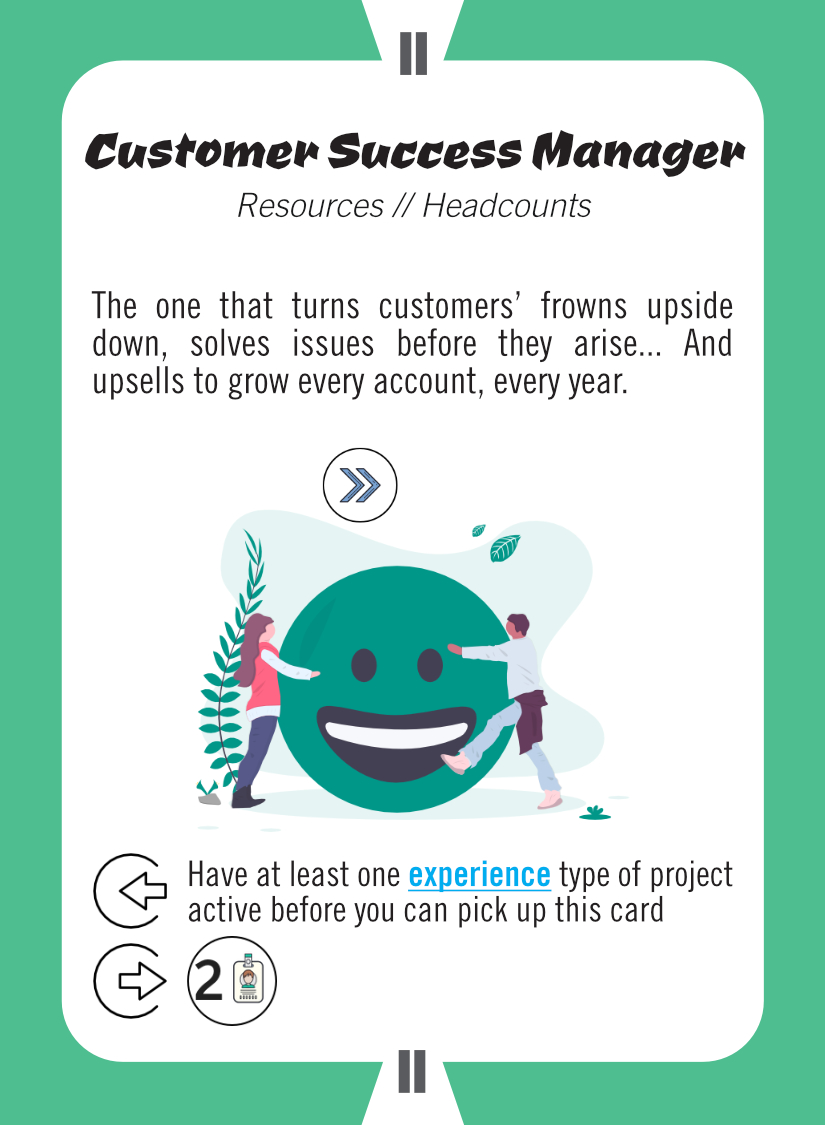 II
Customer Success Manager
Resources // Headcounts
The one that turns customers’ frowns upside
down, solves issues before they arise... And
upsells to grow every account, every year.
Have at least one experience type of project
active before you can pick up this card
2
II